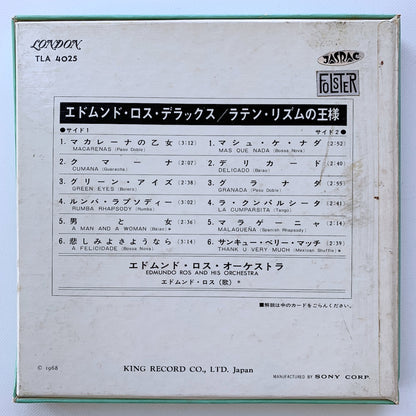 LONDON
TLA 4025
JASRAC
FOLSTER
エドムンド・ロス・デラックス／ラテン・リズムの王様
●サイド1
サイド2●
1. マカレーナの乙女 (3:12)
MACARENAS (Paso Doble)
2. クマーナ (2:07)
CUMANA (Guaracha)
3. グリーン・アイズ (2:38)
GREEN EYES (Bolero)
4. ルンバ・ラプソディー (3:08)
RUMBA RHAPSODY (Rumba)
5. 男と女 (2:36)
A MAN AND A WOMAN (Baiao) *
6. 悲しみよさようなら (2:14)
A FELICIDADE (Bossa Nova)
1. マシュ・ケ・ナダ (2:52)
MAS QUE NADA (Bossa Nova)
2. デリカード (2:40)
DELICADO (Baiao)
3. グラナダ (2:55)
GRANADA (Paso Doble)
4. ラ・クンパルシータ
LA CUMPARSITA (Tango)
5. マラゲーニャ (3:14)
MALAGUEÑA (Spanish Rhapsody)
6. サンキュー・ベリー・マッチ (2:39)
THANK U VERY MUCH (Mexican Shuffle) *
エドムンド・ロス・オーケストラ
EDMUNDO ROS AND HIS ORCHESTRA
エドムンド・ロス (歌) *
■解説は中のカードをごらんください。
© 1968
KING RECORD CO., LTD. Japan
MANUFACTURED BY SONY CORP.